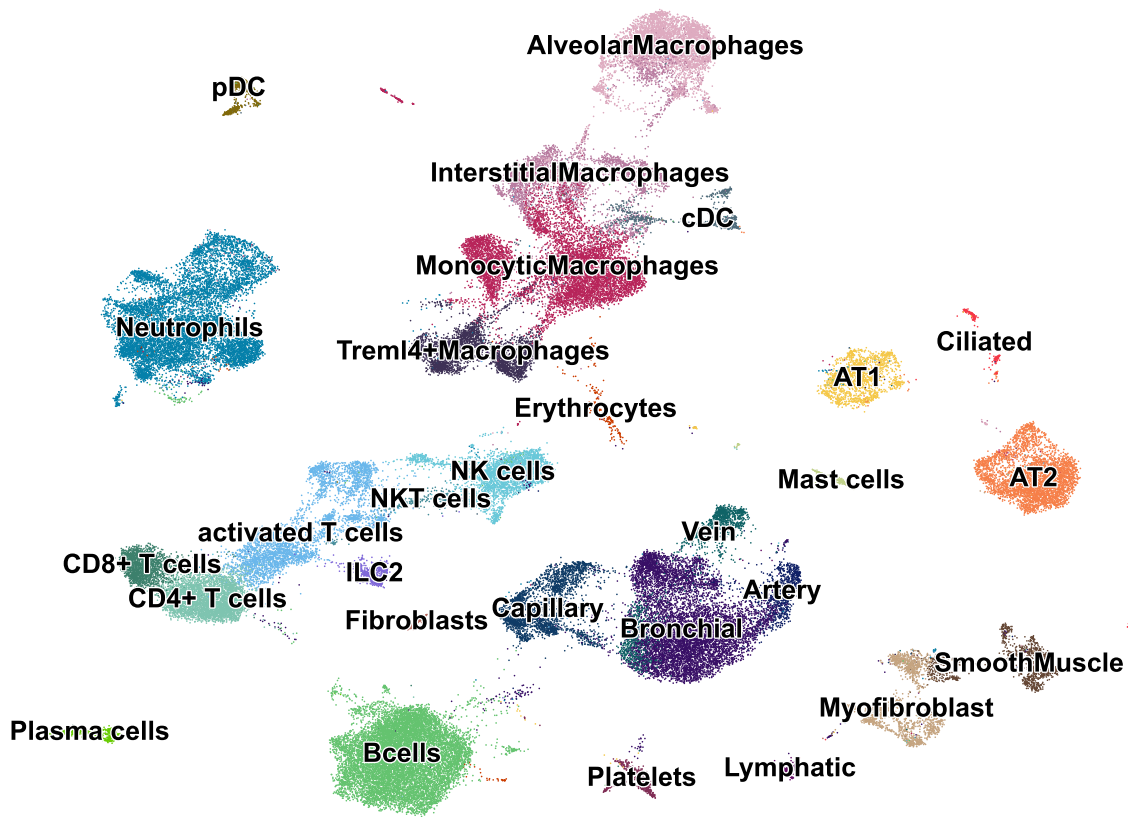 AlveolarMacrophages
pDC
InterstitialMacrophages
cDC
MonocyticMacrophages
Neutrophils
Ciliated
Treml4+Macrophages
AT1
Erythrocytes
NK cells
AT2
Mast cells
NKT cells
activated T cells
Vein
CD8+ T cells
ILC2
Artery
CD4+ T cells
Capillary
Fibroblasts
Bronchial
SmoothMuscle
Myofibroblast
Plasma cells
Bcells
Lymphatic
Platelets